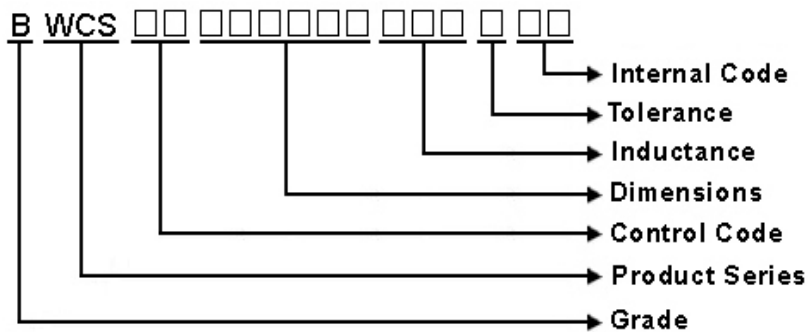 B WCS □□ □□□□□□ □□□ □ □□
Internal Code
Tolerance
Inductance
Dimensions
Control Code
Product Series
Grade